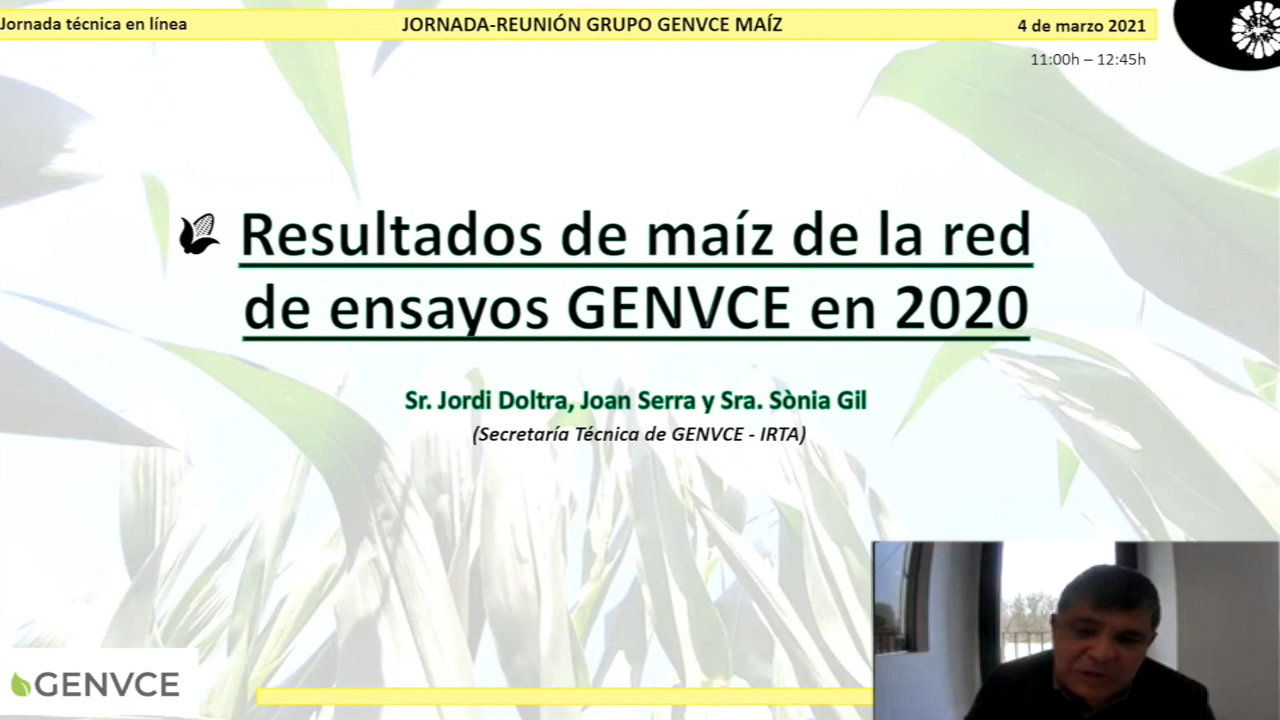 Jornada técnica en línea
JORNADA-REUNIÓN GRUPO GENVCE MAÍZ
4 de marzo 2021
11:00h – 12:45h
Resultados de maíz de la red
de ensayos GENVCE en 2020
Sr. Jordi Doltra, Joan Serra y Sra. Sònia Gil
(Secretaría Técnica de GENVCE - IRTA)
GENVCE